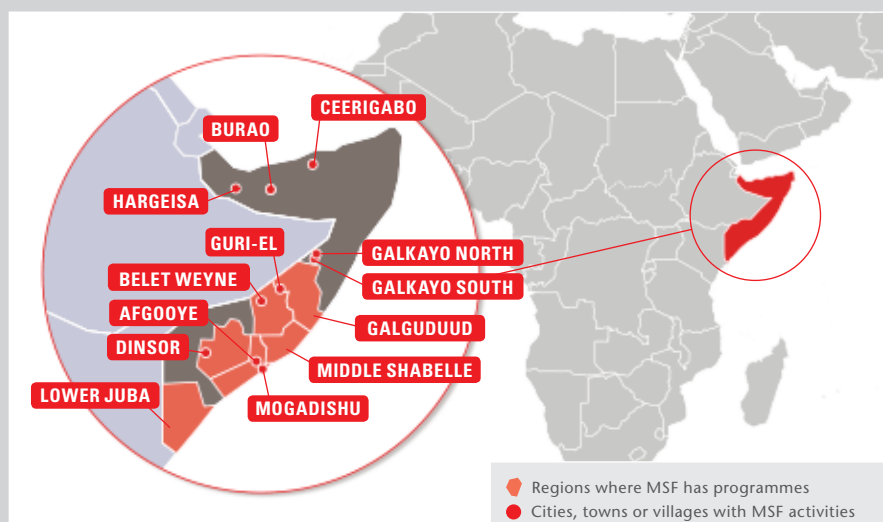 CEERIGABO
BURAO
HARGEISA
GURI-EL
GALKAYO NORTH
BELET WEYNE
GALKAYO SOUTH
AFGOOYE
GALGUDUUD
DINSOR
MIDDLE SHABELLE
LOWER JUBA
MOGADISHU
Regions where MSF has programmes
Cities, towns or villages with MSF activities